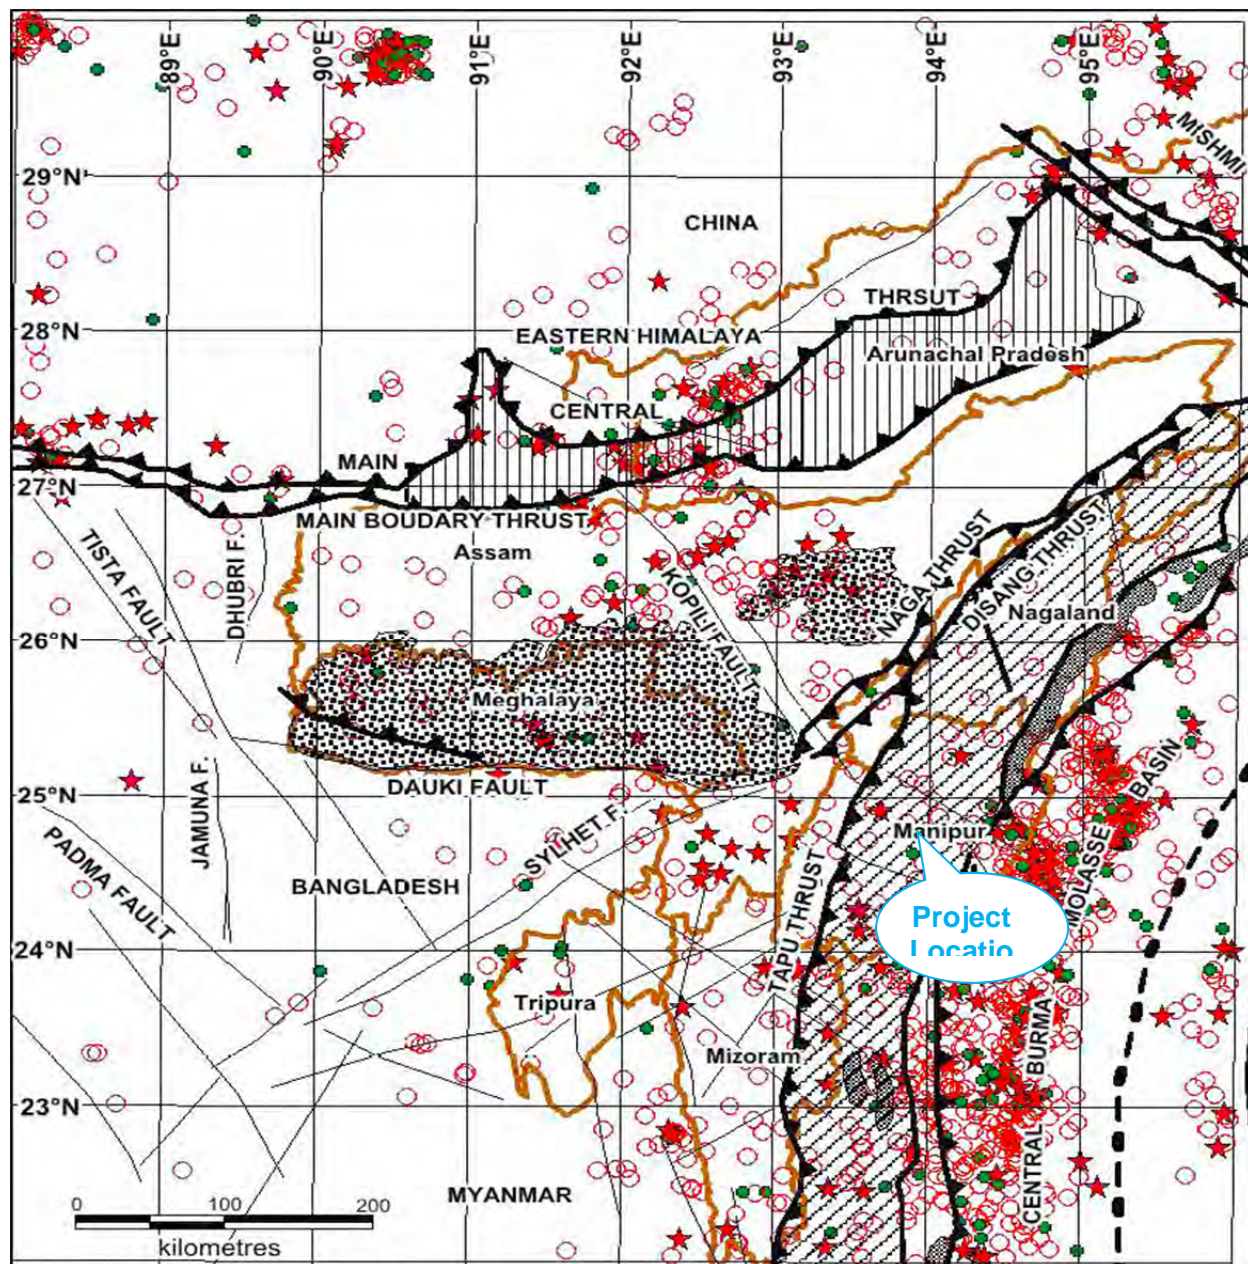 89°E
90°E
91°E
92°E
93°E
94°E
95°E
MISHMI
29°N
CHINA
THRSUT
28°N
EASTERN HIMALAYA
Arunachal Pradesh
CENTRAL
MAIN
27°N
MAIN BOUDARY THRUST
Assam
TISTA FAULT
DHUBRI F.
KOPILI FAULT
NAGA THRUST
DISANG THRUST
Nagaland
26°N
Meghalaya
25°N
DAUKI FAULT
JAMUNA F.
SYLHET F.
PADMA FAULT
BANGLADESH
Manipur
MOLASSE
BASIN
TAPU THRUST
Project
Locatio
24°N
Tripura
Mizoram
CENTRAL BURMA
23°N
MYANMAR
0 100 200
kilometres